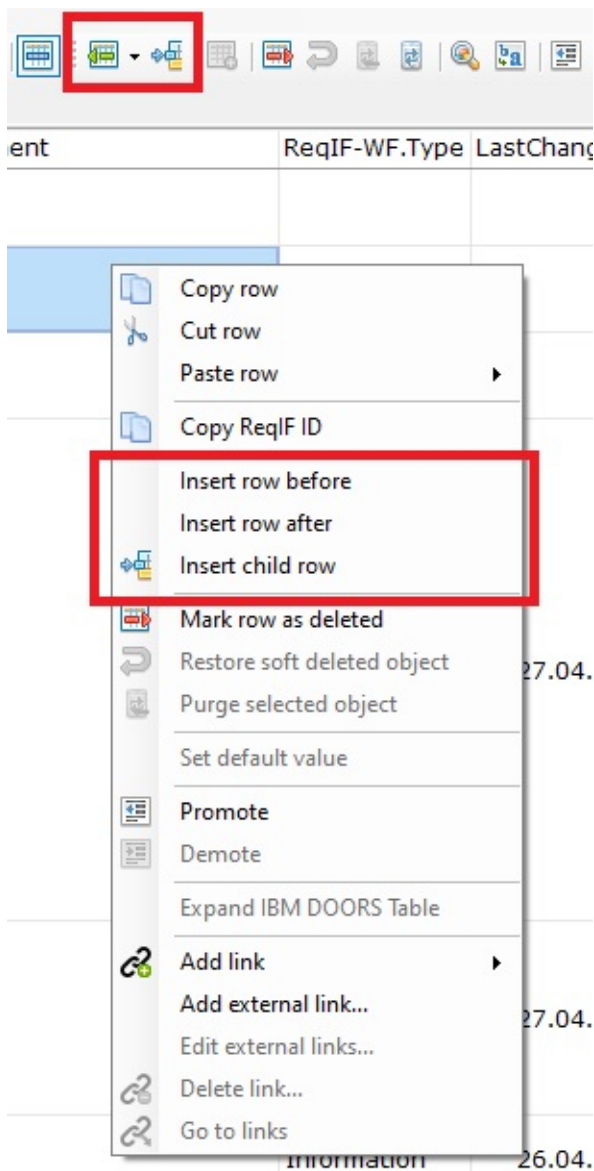 ent ReqIF-WF.Type LastChang
Copy row
Cut row
Paste row
Copy ReqIF ID
Insert row before
Insert row after
Insert child row
Mark row as deleted
Restore soft deleted object
27.04.
Purge selected object
Set default value
Promote
Demote
Expand IBM DOORS Table
Add link
Add external link...
27.04.
Edit external links...
Delete link...
Go to links
Information 26.04.